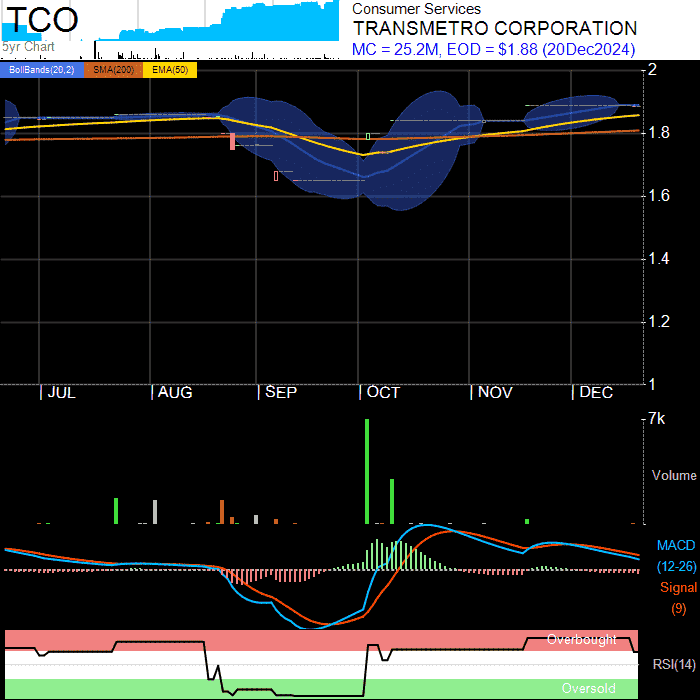 TCO
5yr Chart
Consumer Services
TRANSMETRO CORPORATION
MC = 25.2M, EOD = $1.88 (20Dec2024)
BollBands(20,2) SMA(200) EMA(50)
2
1.8
1.6
1.4
1.2
1
JUL AUG SEP OCT NOV DEC
7k
Volume
MACD
(12-26)
Signal
(9)
Overbought
RSI(14)
Oversold